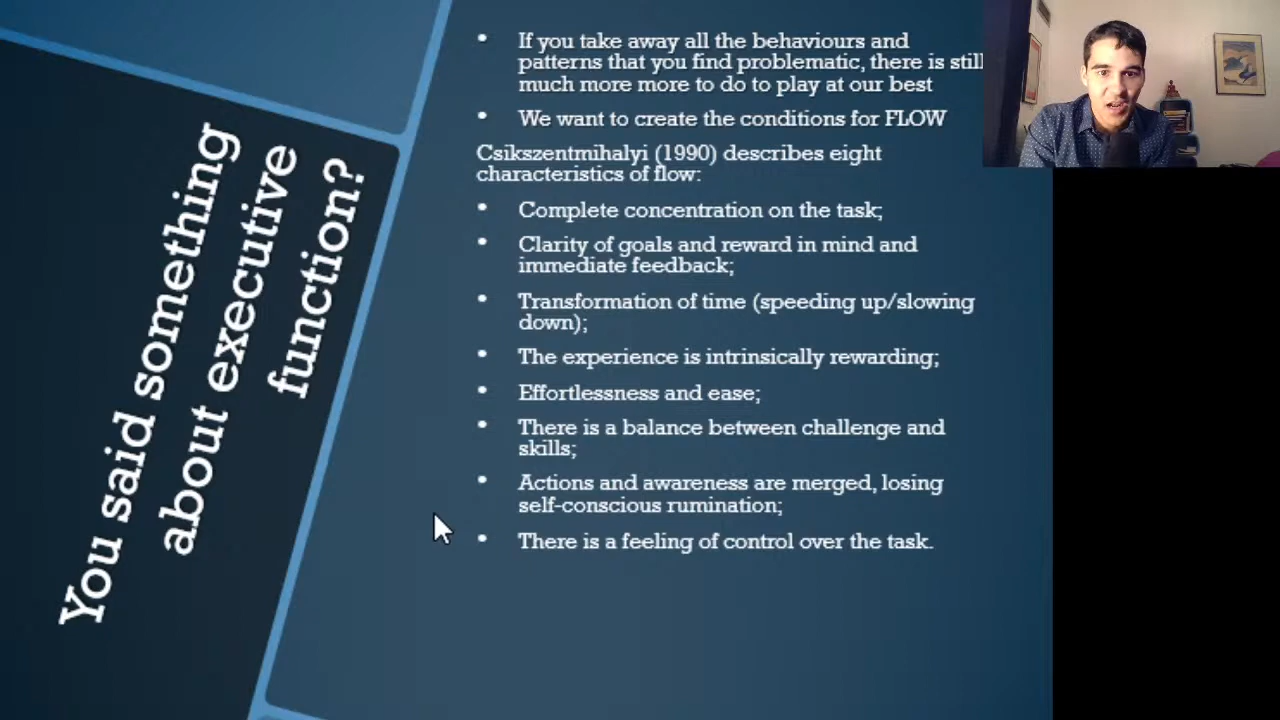 You said something
about executive
function?
If you take away all the behaviours and
patterns that you find problematic, there is still
much more more to do to play at our best
We want to create the conditions for FLOW
Csikszentmihalyi (1990) describes eight
characteristics of flow:
Complete concentration on the task;
Clarity of goals and reward in mind and
immediate feedback;
Transformation of time (speeding up/slowing
down);
The experience is intrinsically rewarding;
Effortlessness and ease;
There is a balance between challenge and
skills;
Actions and awareness are merged, losing
self-conscious rumination;
There is a feeling of control over the task.